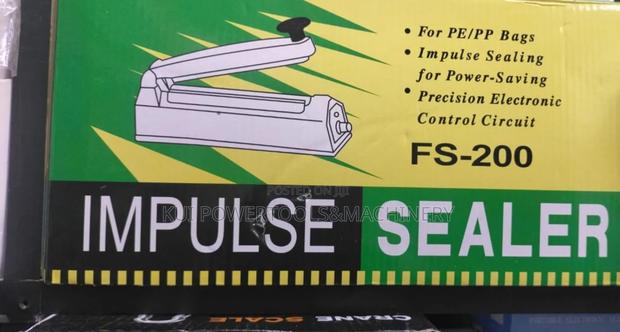 • For PE/PP Bags
• Impulse Sealing
for Power-Saving
• Precision Electronic
Control Circuit
FS-200
POSTED ON Jiji
KUI POWERTOOLS&MACHINERY
IMPULSE SEALER
CRANE SCALE